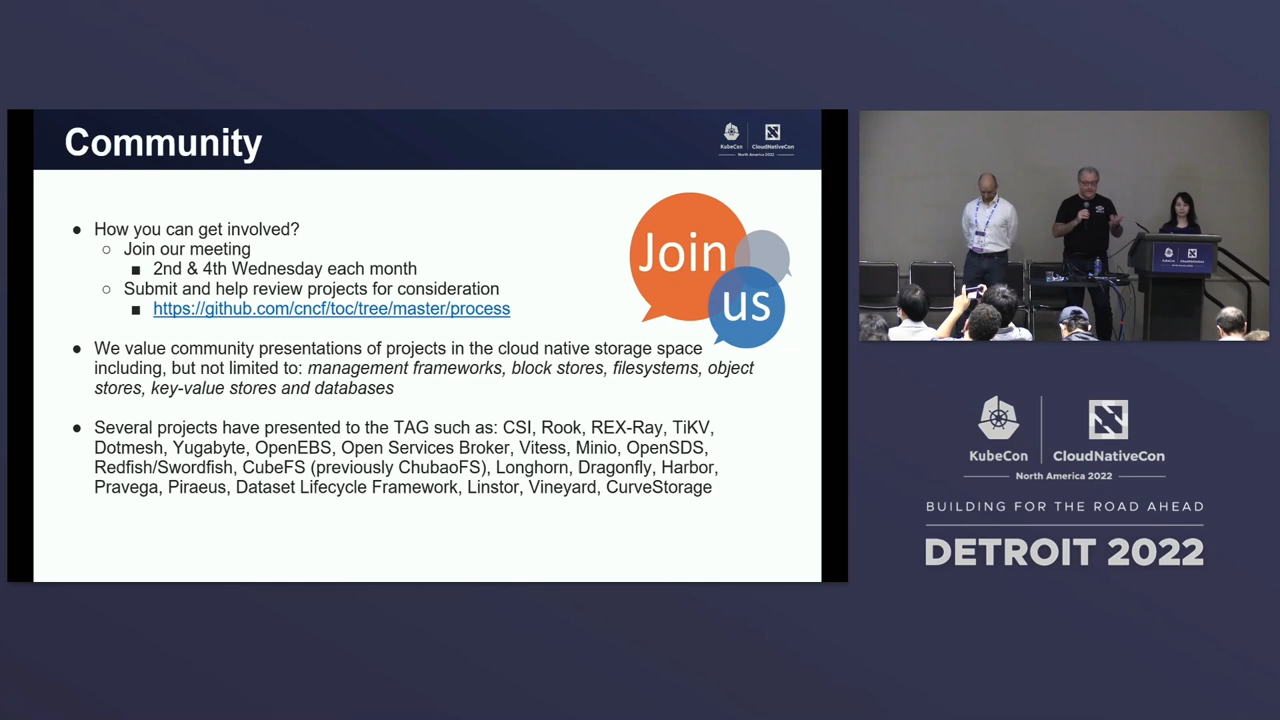 Community
KubeCon
CloudNativeCon
North America 2022
● How you can get involved?
○ Join our meeting
■ 2nd & 4th Wednesday each month
○ Submit and help review projects for consideration
■ https://github.com/cncf/toc/tree/master/process
Join
us
● We value community presentations of projects in the cloud native storage space
including, but not limited to: management frameworks, block stores, filesystems, object
stores, key-value stores and databases
● Several projects have presented to the TAG such as: CSI, Rook, REX-Ray, TiKV,
Dotmesh, Yugabyte, OpenEBS, Open Services Broker, Vitess, Minio, OpenSDS,
Redfish/Swordfish, CubeFS (previously ChubaoFS), Longhorn, Dragonfly, Harbor,
Pravega, Piraeus, Dataset Lifecycle Framework, Linstor, Vineyard, CurveStorage
KubeCon
CloudNativeCon
North America 2022
BUILDING FOR THE ROAD AHEAD
DETROIT 2022